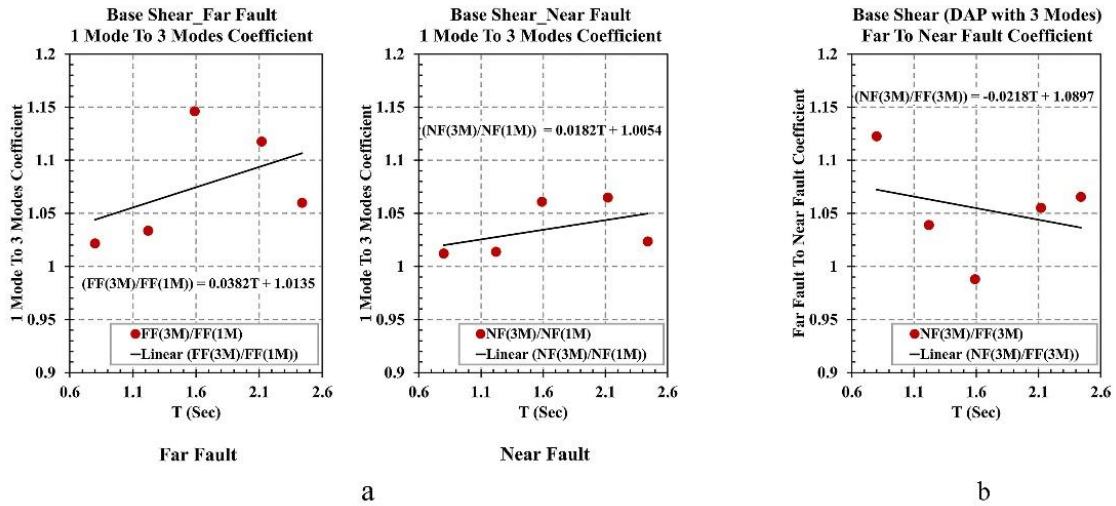 Base Shear_Far Fault
1 Mode To 3 Modes Coefficient
1 Mode To 3 Modes Coefficient
1.2
1.15
1.1
1.05
1
0.95
0.9
(FF(3M)/FF(1M)) = 0.0382T + 1.0135
FF(3M)/FF(1M)
Linear (FF(3M)/FF(1M))
0.6 1.1 1.6 2.1 2.6
T (Sec)
Far Fault
Base Shear_Near Fault
1 Mode To 3 Modes Coefficient
1 Mode To 3 Modes Coefficient
1.2
1.15
1.1
1.05
1
0.95
0.9
(NF(3M)/NF(1M)) = 0.0182T + 1.0054
NF(3M)/NF(1M)
Linear (NF(3M)/NF(1M))
0.6 1.1 1.6 2.1 2.6
T (Sec)
Near Fault
a
Base Shear (DAP with 3 Modes)
Far To Near Fault Coefficient
Far Fault To Near Fault Coefficient
1.2
1.15
1.1
1.05
1
0.95
0.9
(NF(3M)/FF(3M)) = -0.0218T + 1.0897
NF(3M)/FF(3M)
Linear (NF(3M)/FF(3M))
0.6 1.1 1.6 2.1 2.6
T (Sec)
b